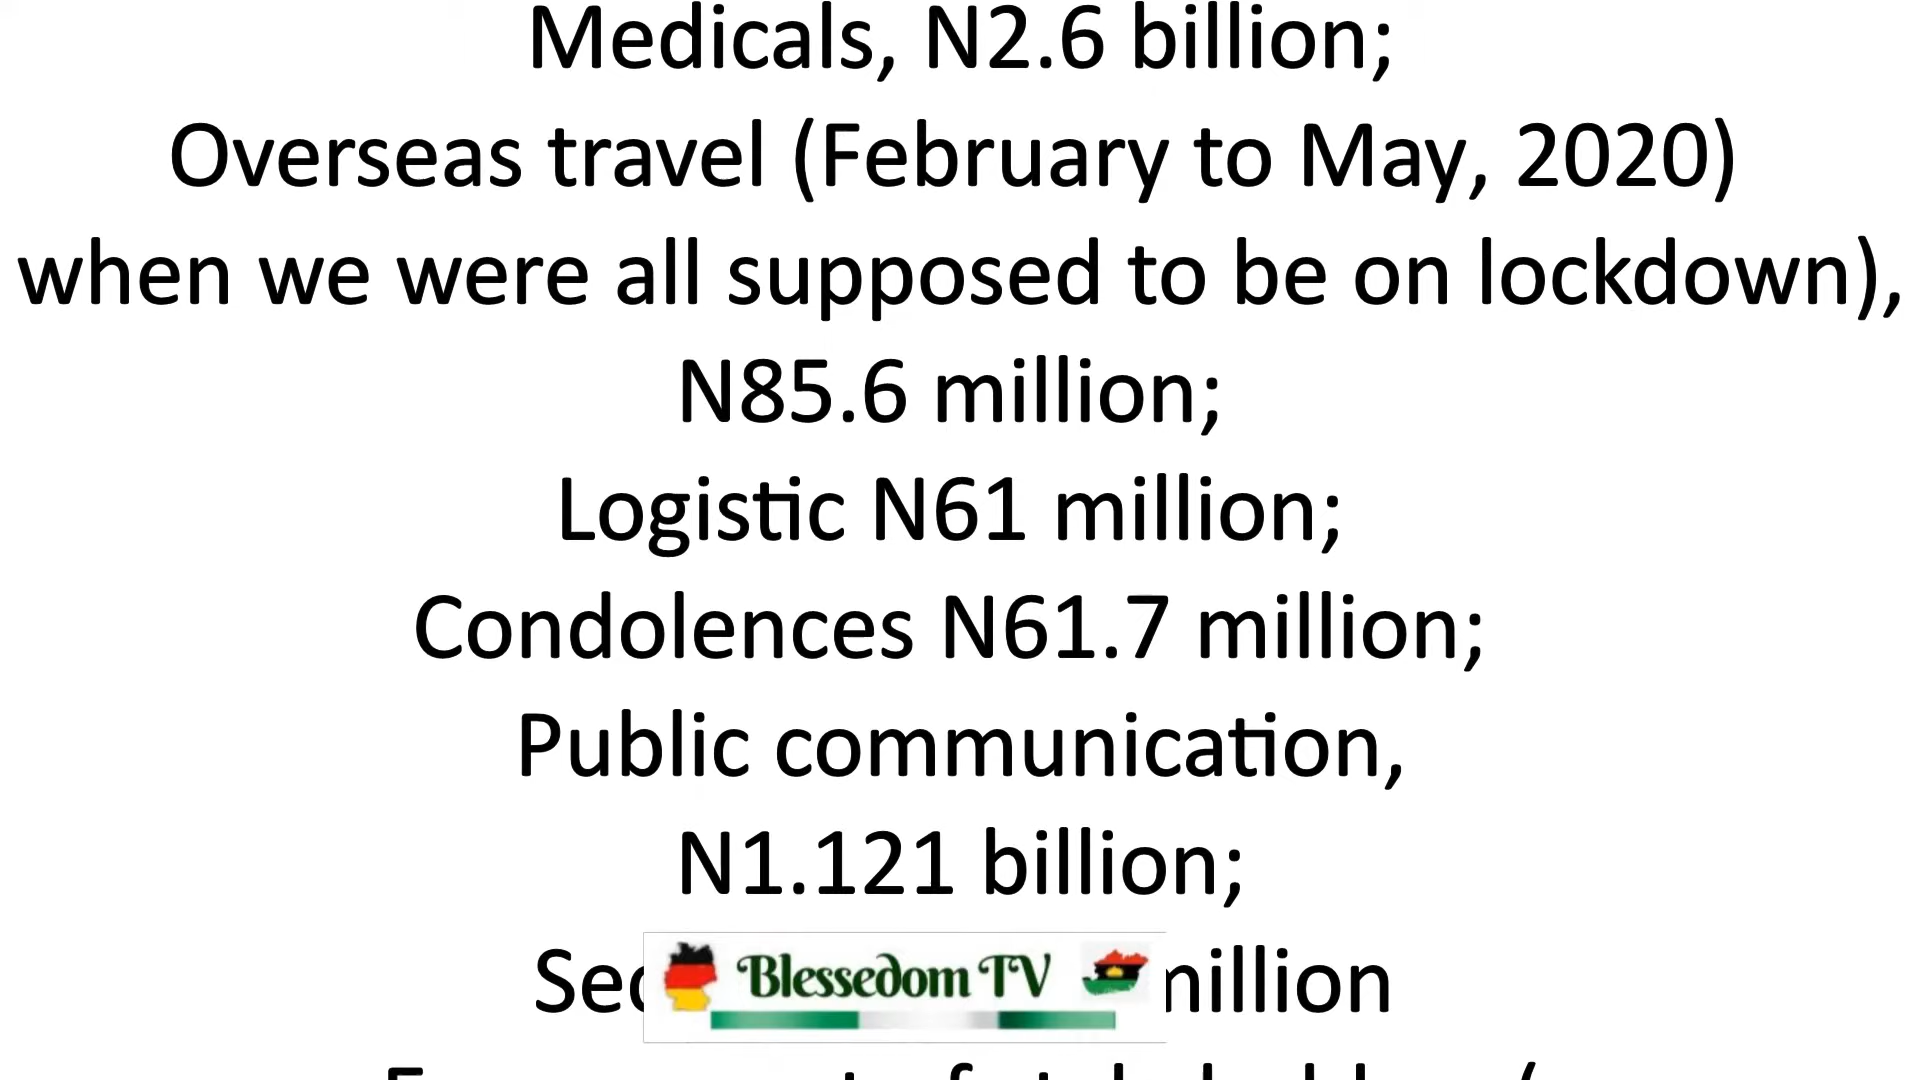 Medicals, N2.6 billion;
Overseas travel (February to May, 2020)
when we were all supposed to be on lockdown),
N85.6 million;
Logistic N61 million;
Condolences N61.7 million;
Public communication,
N1.121 billion;
Blessedom TV